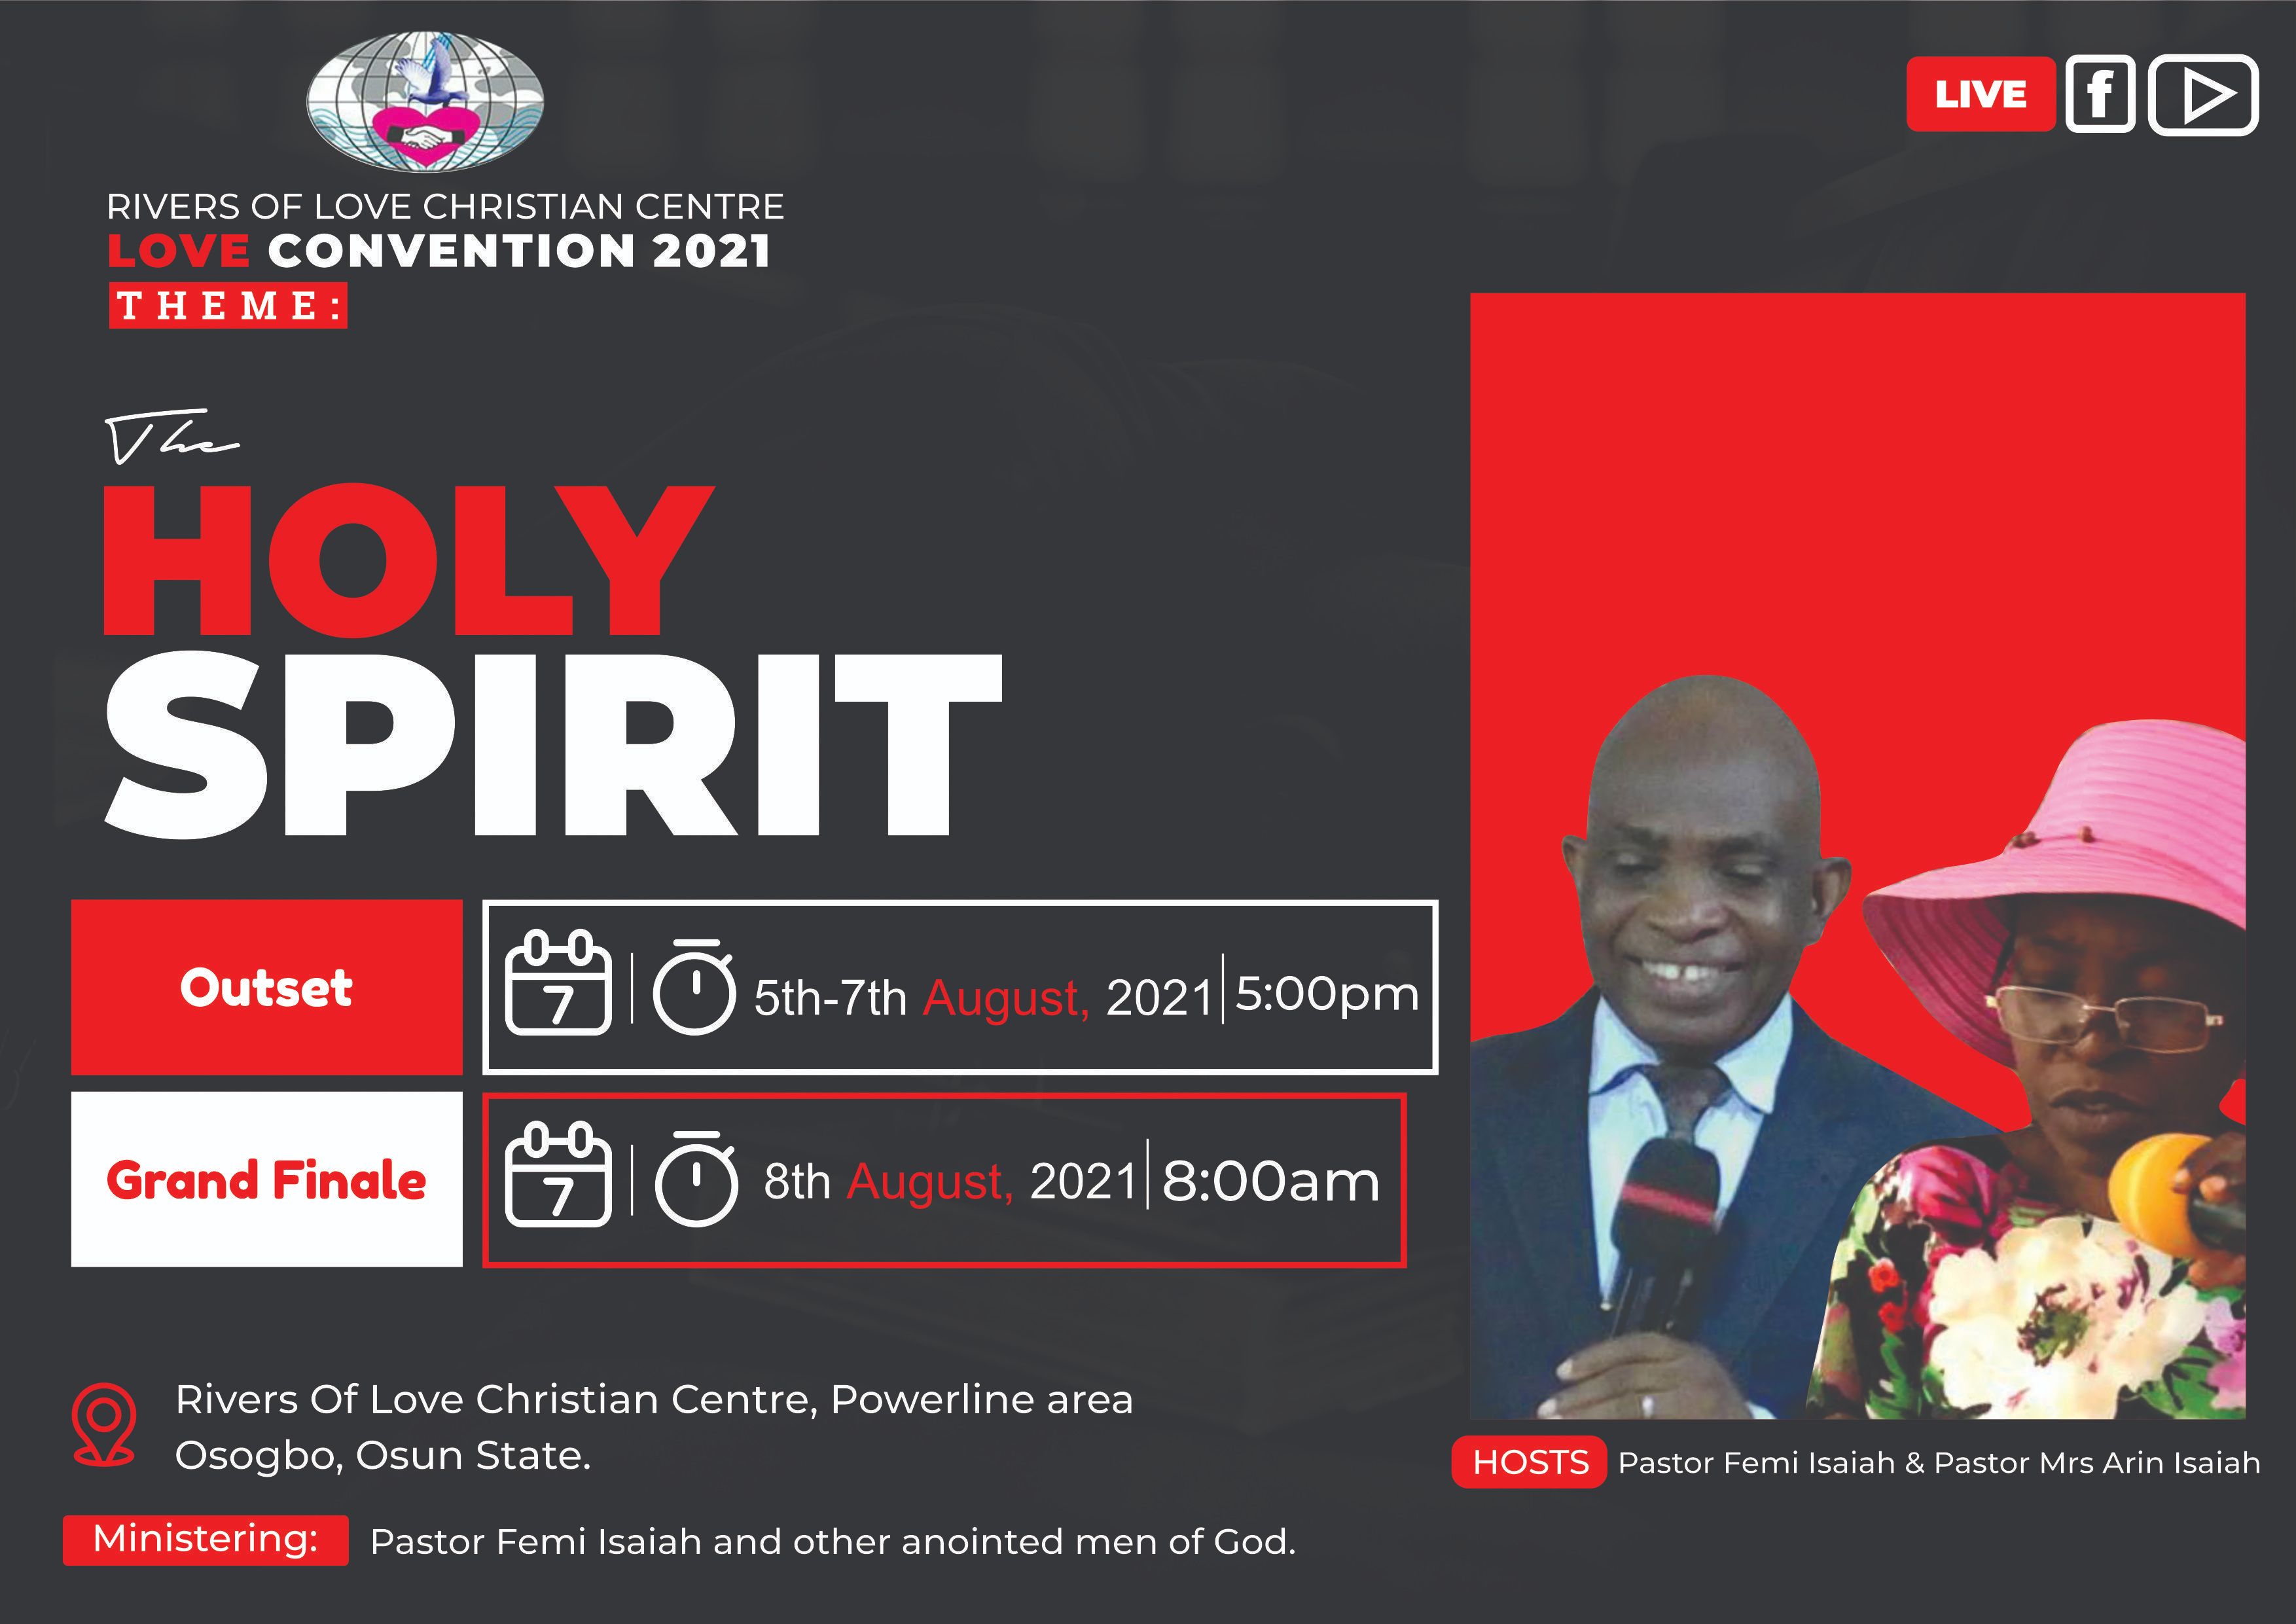 LIVE f
RIVERS OF LOVE CHRISTIAN CENTRE
LOVE CONVENTION 2021
THEME:
The
HOLY
SPIRIT
Outset
7
5th-7th August, 2021 5:00pm
Grand Finale
7
8th August, 2021 8:00am
Rivers Of Love Christian Centre, Powerline area
Osogbo, Osun State.
HOSTS Pastor Femi Isaiah & Pastor Mrs Arin Isaiah
Ministering: Pastor Femi Isaiah and other anointed men of God.